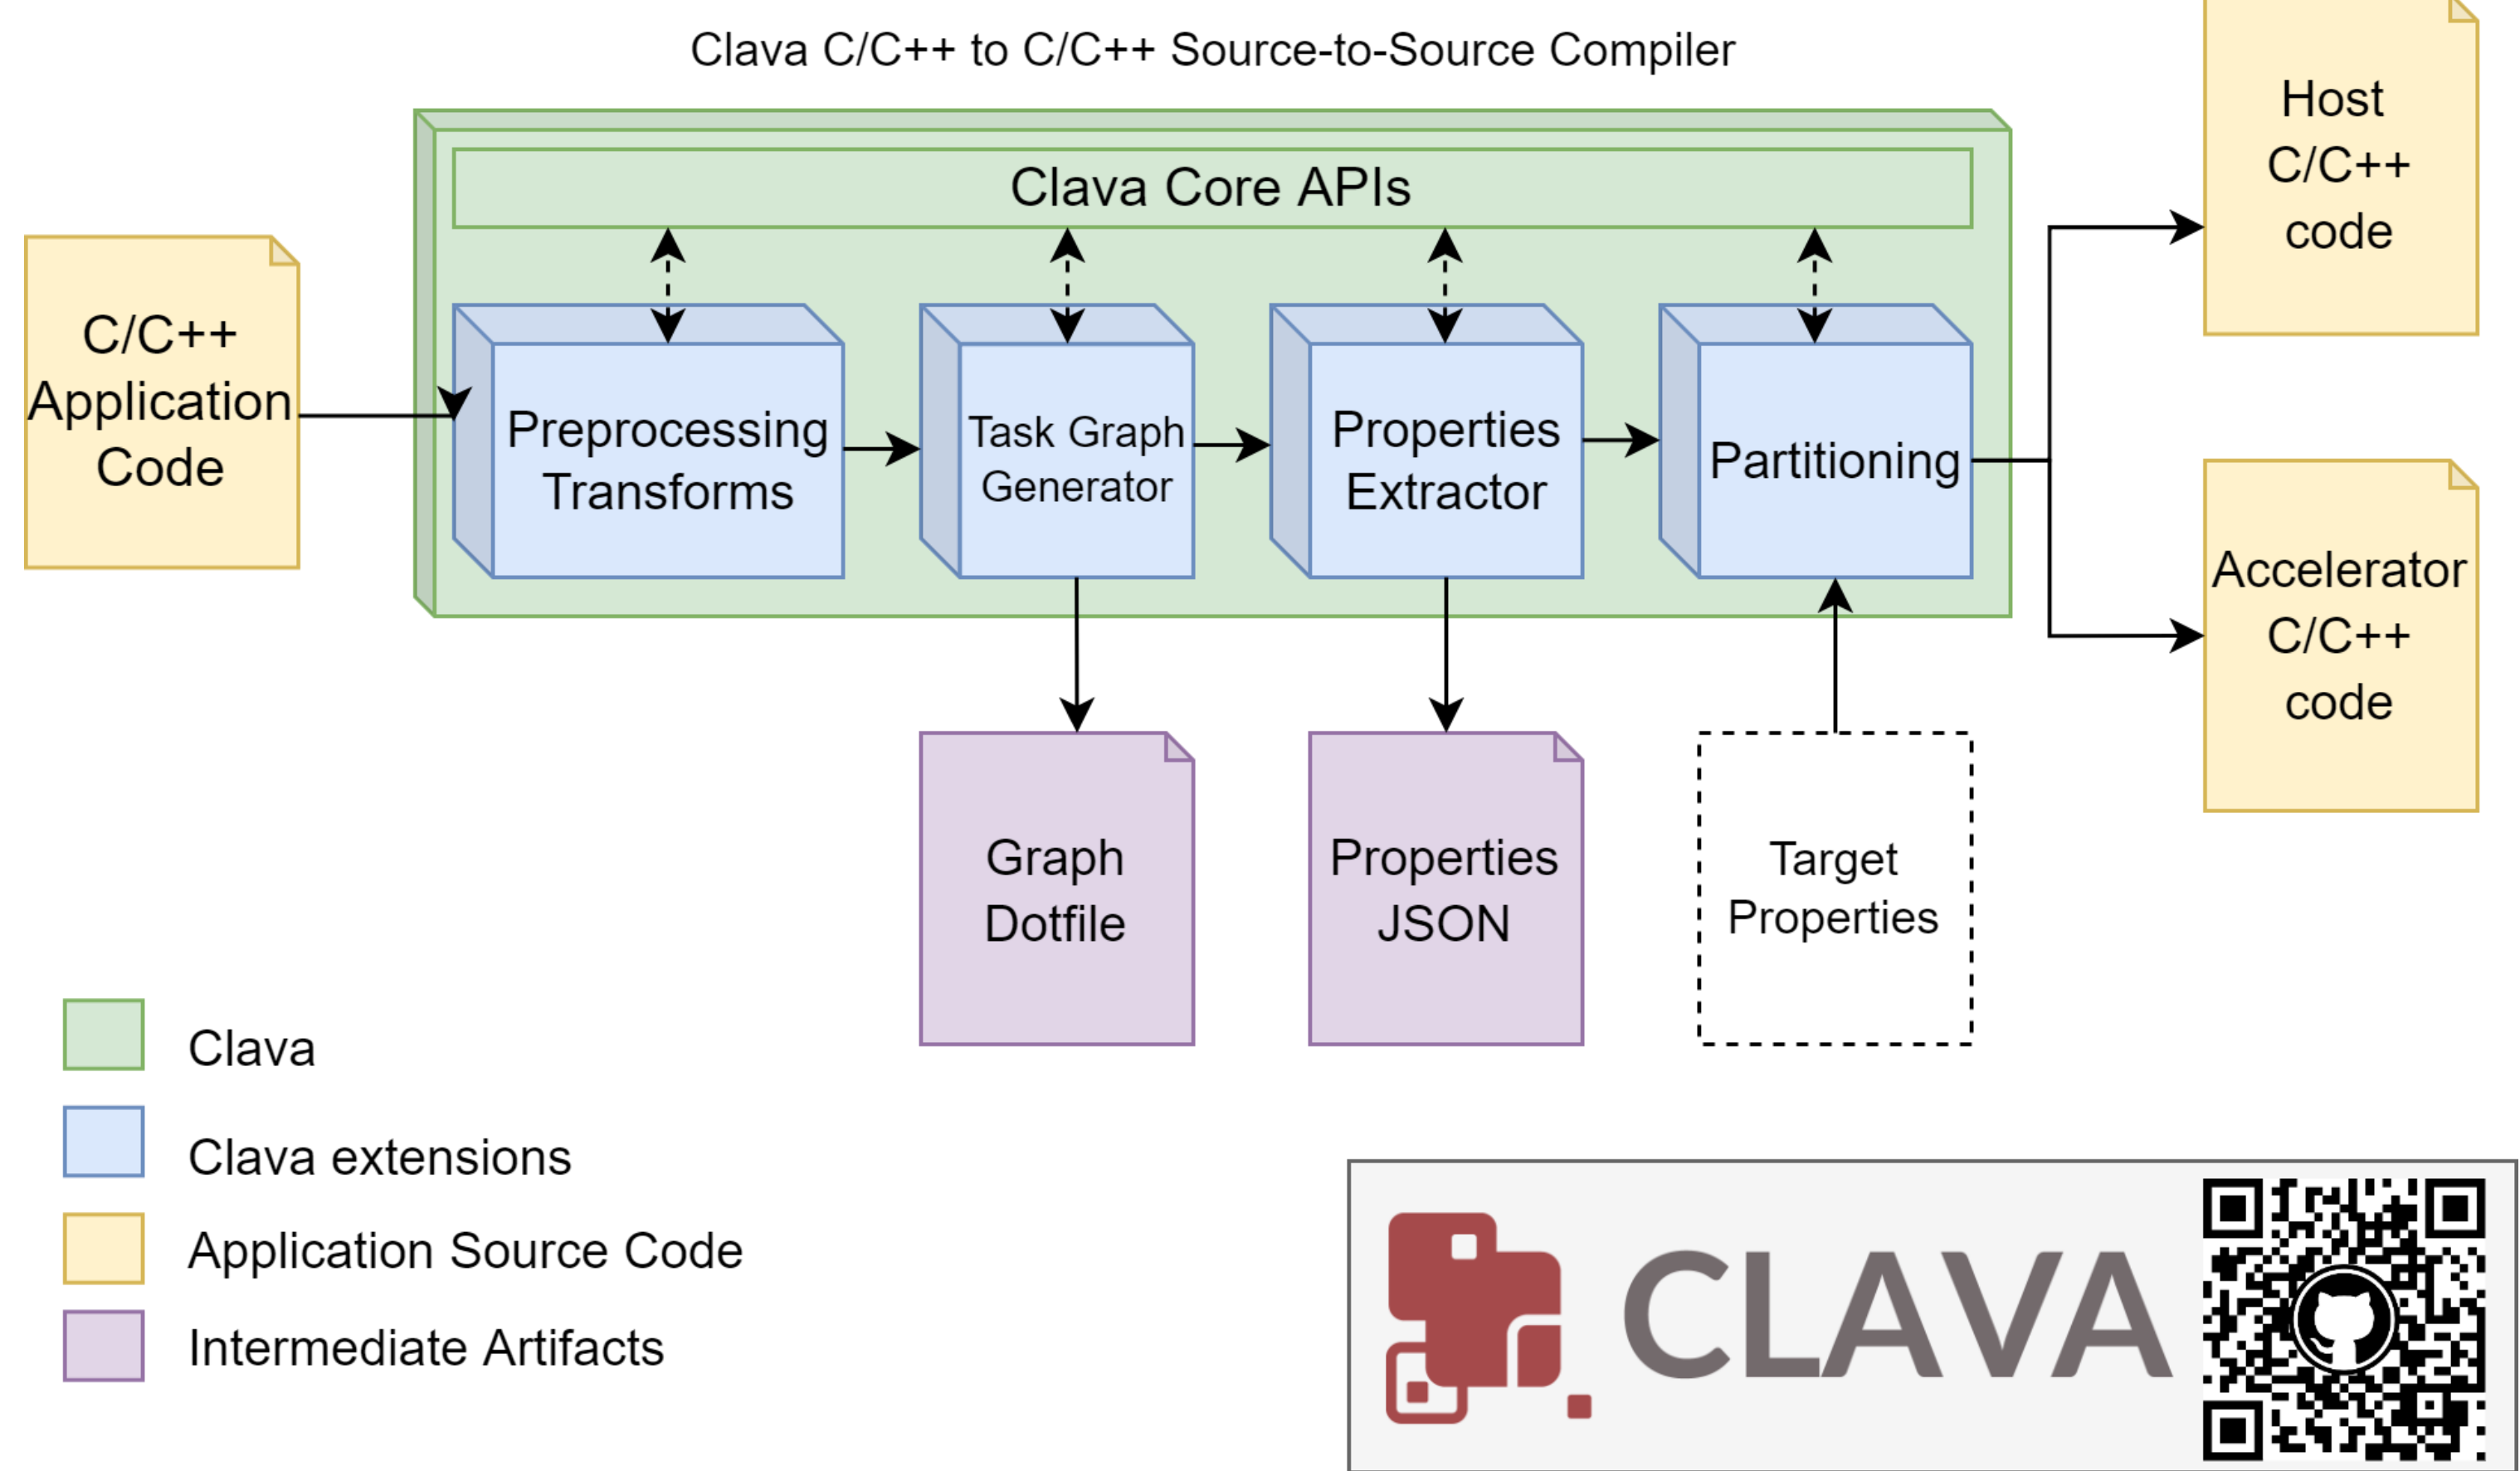 Clava C/C++ to C/C++ Source-to-Source Compiler
Clava Core APIs
C/C++
Application
Code
Preprocessing
Transforms
Task Graph
Generator
Properties
Extractor
Partitioning
Host
C/C++
code
Accelerator
C/C++
code
Graph
Dotfile
Properties
JSON
Target
Properties
Clava
Clava extensions
Application Source Code
Intermediate Artifacts
CLAVA